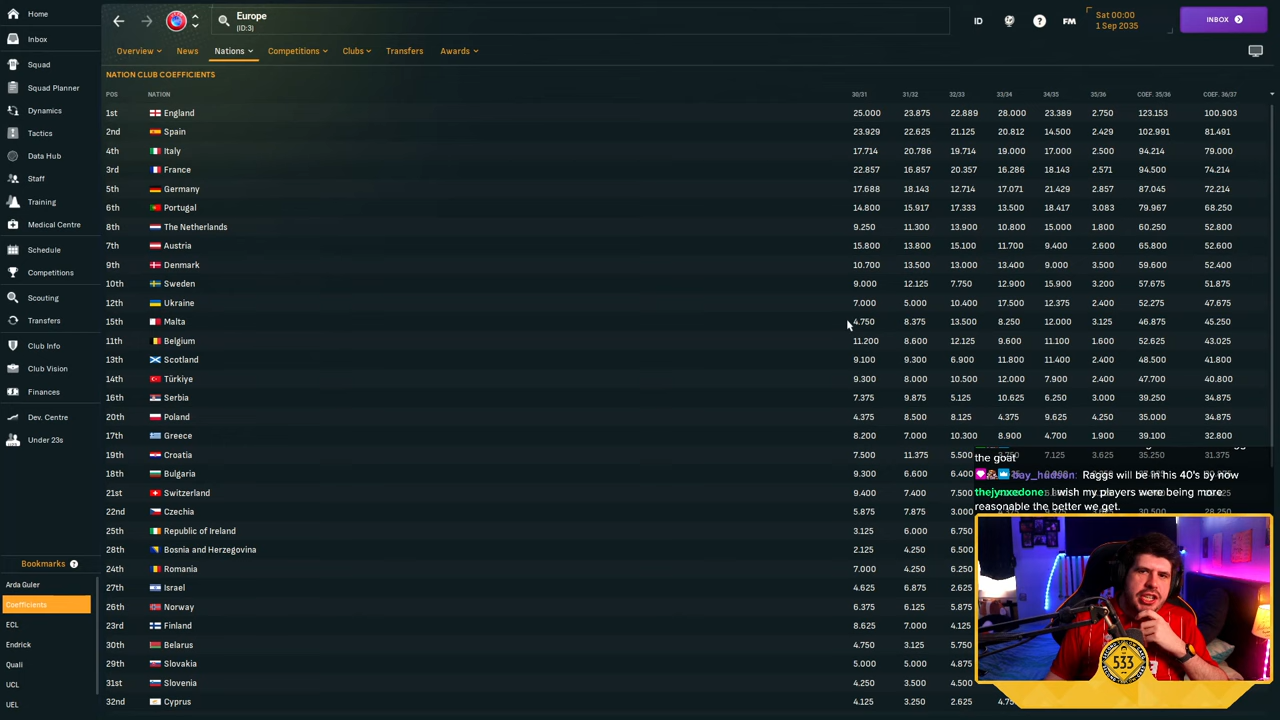 Home
Europe
(ID:3)
ID
FM
Sat 00:00
1 Sep 2035
INBOX
Inbox
Overview
News
Nations
Competitions
Clubs
Transfers
Awards
Squad
Squad Planner
Dynamics
Tactics
Data Hub
Staff
Training
Medical Centre
Schedule
Competitions
Scouting
Transfers
Club Info
Club Vision
Finances
Dev. Centre
Under 23s
Bookmarks ?
Arda Guler
Coefficients
ECL
Endrick
Quali
UCL
UEL
NATION CLUB COEFFICIENTS
POS NATION 30/31 31/32 32/33 33/34 34/35 35/36 COEF. 35/36 COEF. 36/37
1st England 25.000 23.875 22.889 28.000 23.389 2.750 123.153 100.903
2nd Spain 23.929 22.625 21.125 20.812 14.500 2.429 102.991 81.491
4th Italy .714 20.786 19.714 19.000 17.000 2.500 94.214 79.000
3rd France 22.857 16.857 20.357 16.286 18.143 2.571 94.500 74.214
5th Germany 17.688 18.143 12.714 17.071 21.429 2.857 87.045 72.214
6th Portugal 14.800 15.917 17.333 13.500 18.417 3.083 79.967 68.250
8th The Netherlands 9.250 11.300 13.900 10.800 15.000 1.800 60.250 52.800
7th Austria 15.800 13.800 15.100 11.700 9.400 2.600 65.800 52.600
9th Denmark 10.700 13.500 13.000 13.400 9.000 3.500 59.600 52.400
10th Sweden 9.000 12.125 7.750 12.900 15.900 3.200 57.675 51.875
12th Ukraine 7.000 5.000 10.400 17.500 12.375 2.400 52.275 47.675
15th Malta 4.750 8.375 13.500 8.250 12.000 3.125 46.875 45.250
11th Belgium 11.200 8.600 12.125 9.600 11.100 1.600 52.625 43.025
13th Scotland 9.100 9.300 6.900 11.800 11.400 2.400 48.500 41.800
14th Türkiye 9.300 8.000 10.500 12.000 7.900 2.400 47.700 40.800
16th Serbia 7.375 9.875 5.125 10.625 6.250 3.000 39.250 34.875
20th Poland 4.375 8.500 8.125 4.375 9.625 4.250 35.000 34.875
17th Greece 8.200 7.000 10.300 8.900 4.700 1.900 39.100 32.800
19th Croatia 7.500 11.375 5.500 7.125 3.625 35.250 31.375
18th Bulgaria 9.300 6.600 6.400
21st Switzerland 9.400 7.400 7.500
22nd Czechia 5.875 7.875 3.000 30.500 28.250
25th Republic of Ireland 3.125 6.000 6.750
28th Bosnia and Herzegovina 2.125 4.250 6.500
24th Romania 7.000 4.250 6.250
27th Israel 4.625 6.875 2.625
26th Norway 6.375 6.125 5.875
23rd Finland 8.625 7.000 4.125
30th Belarus 4.750 3.125 5.750
29th Slovakia 5.000 5.000 4.875
31st Slovenia 4.250 3.500 4.500
32nd Cyprus 4.125 3.250 2.625 4.75
the goat
day_hudson: Raggs will be in his 40's by now
thejynxedone: I wish my players were being more
reasonable the better we get.
533